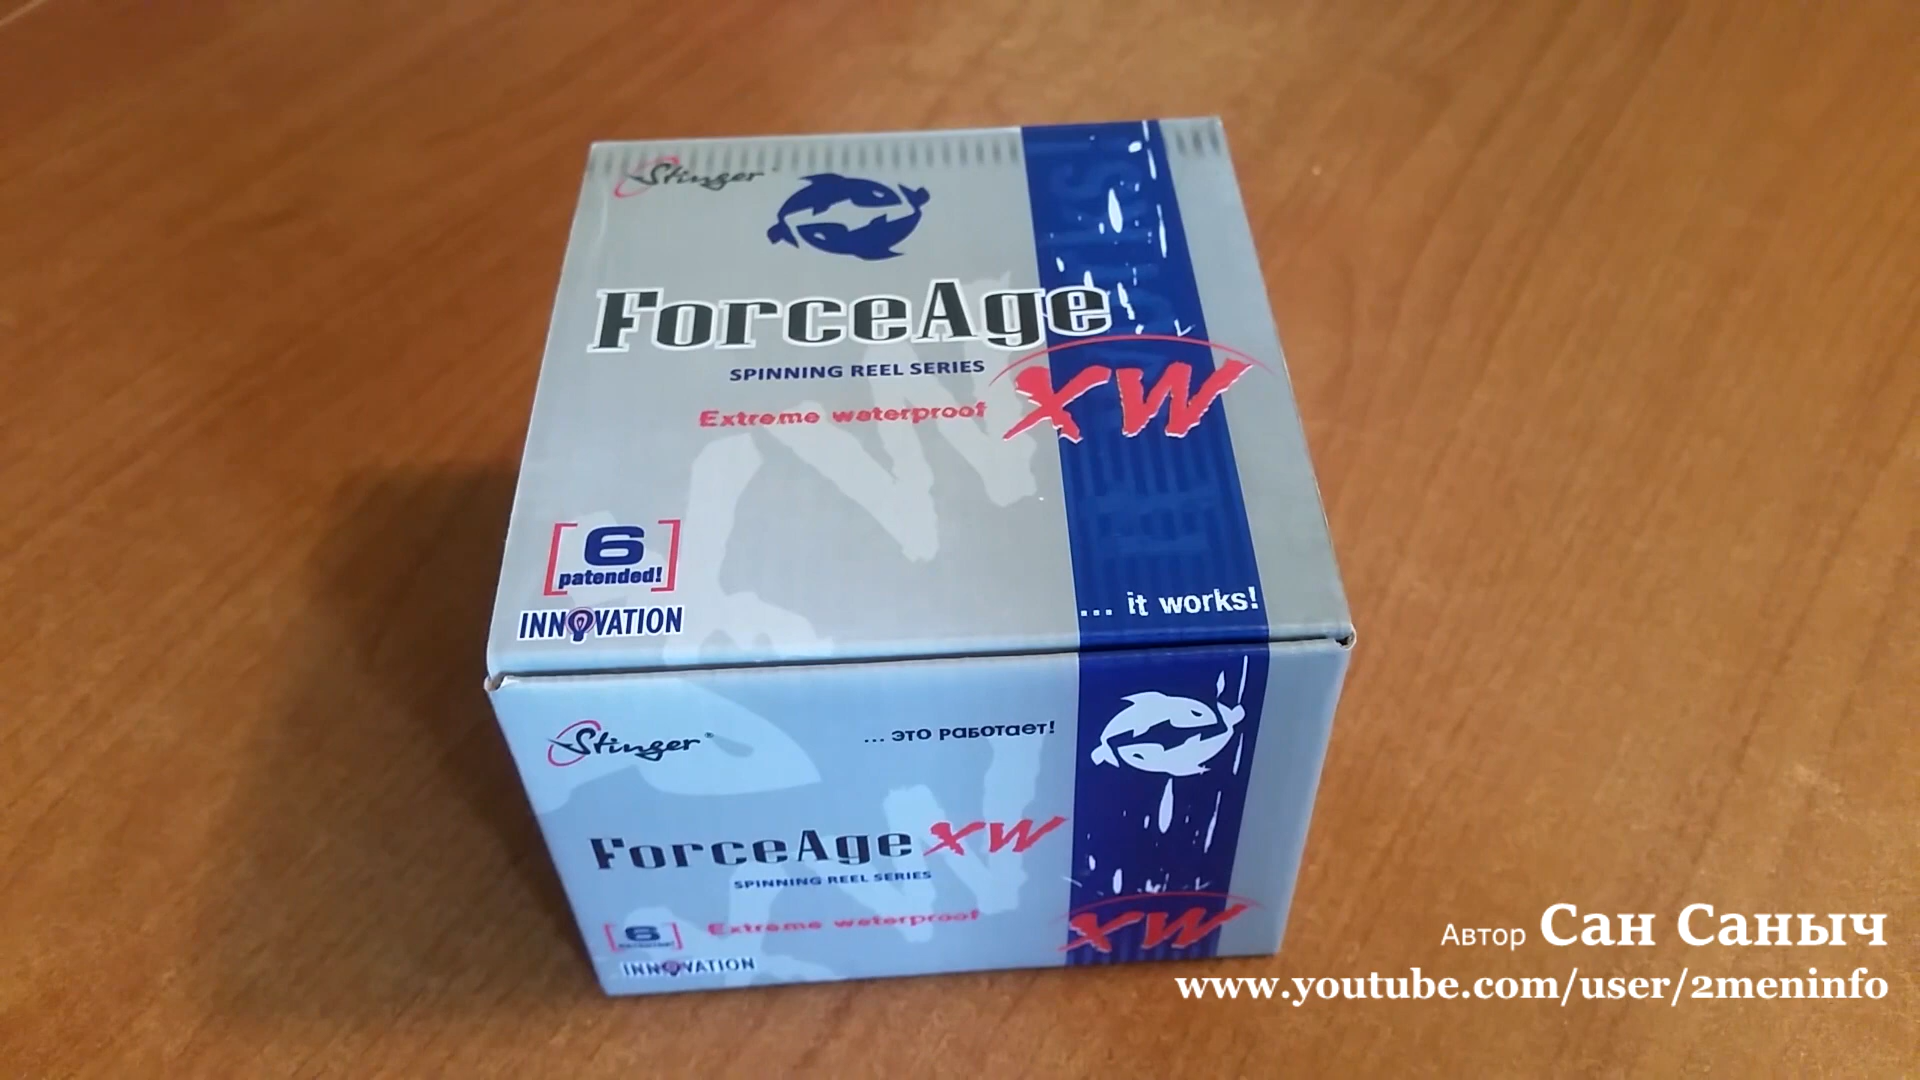 Stinger
ForceAge
SPINNING REEL SERIES
XW
Extreme waterproof
6
patended!
INNOVATION
... it works!
Stinger®
... это работает!
ForceAge XW
SPINNING REEL SERIES
6
Extreme waterproof
XW
INNOVATION
Автор Сан Саныч
www.youtube.com/user/2meninfo